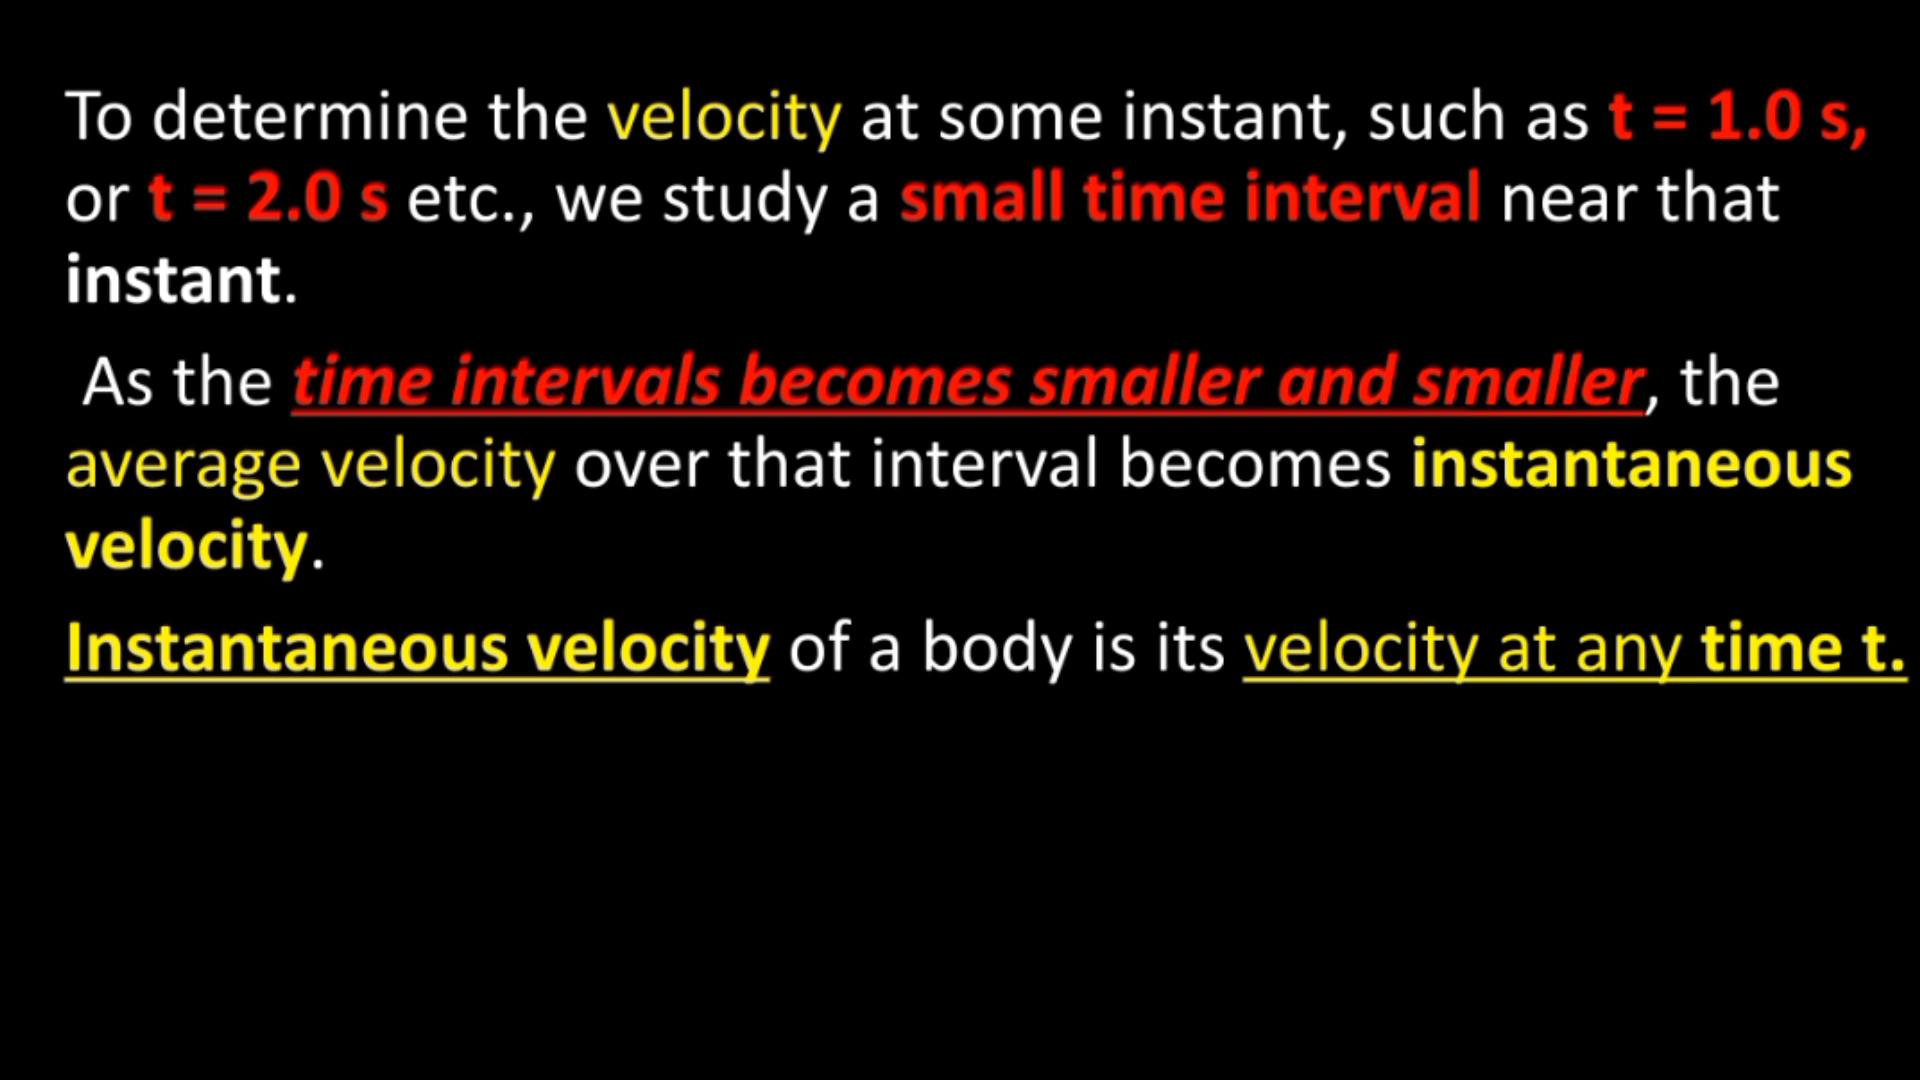 To determine the velocity at some instant, such as t = 1.0 s,
or t = 2.0 s etc., we study a small time interval near that
instant.
As the time intervals becomes smaller and smaller, the
average velocity over that interval becomes instantaneous
velocity.
Instantaneous velocity of a body is its velocity at any time t.